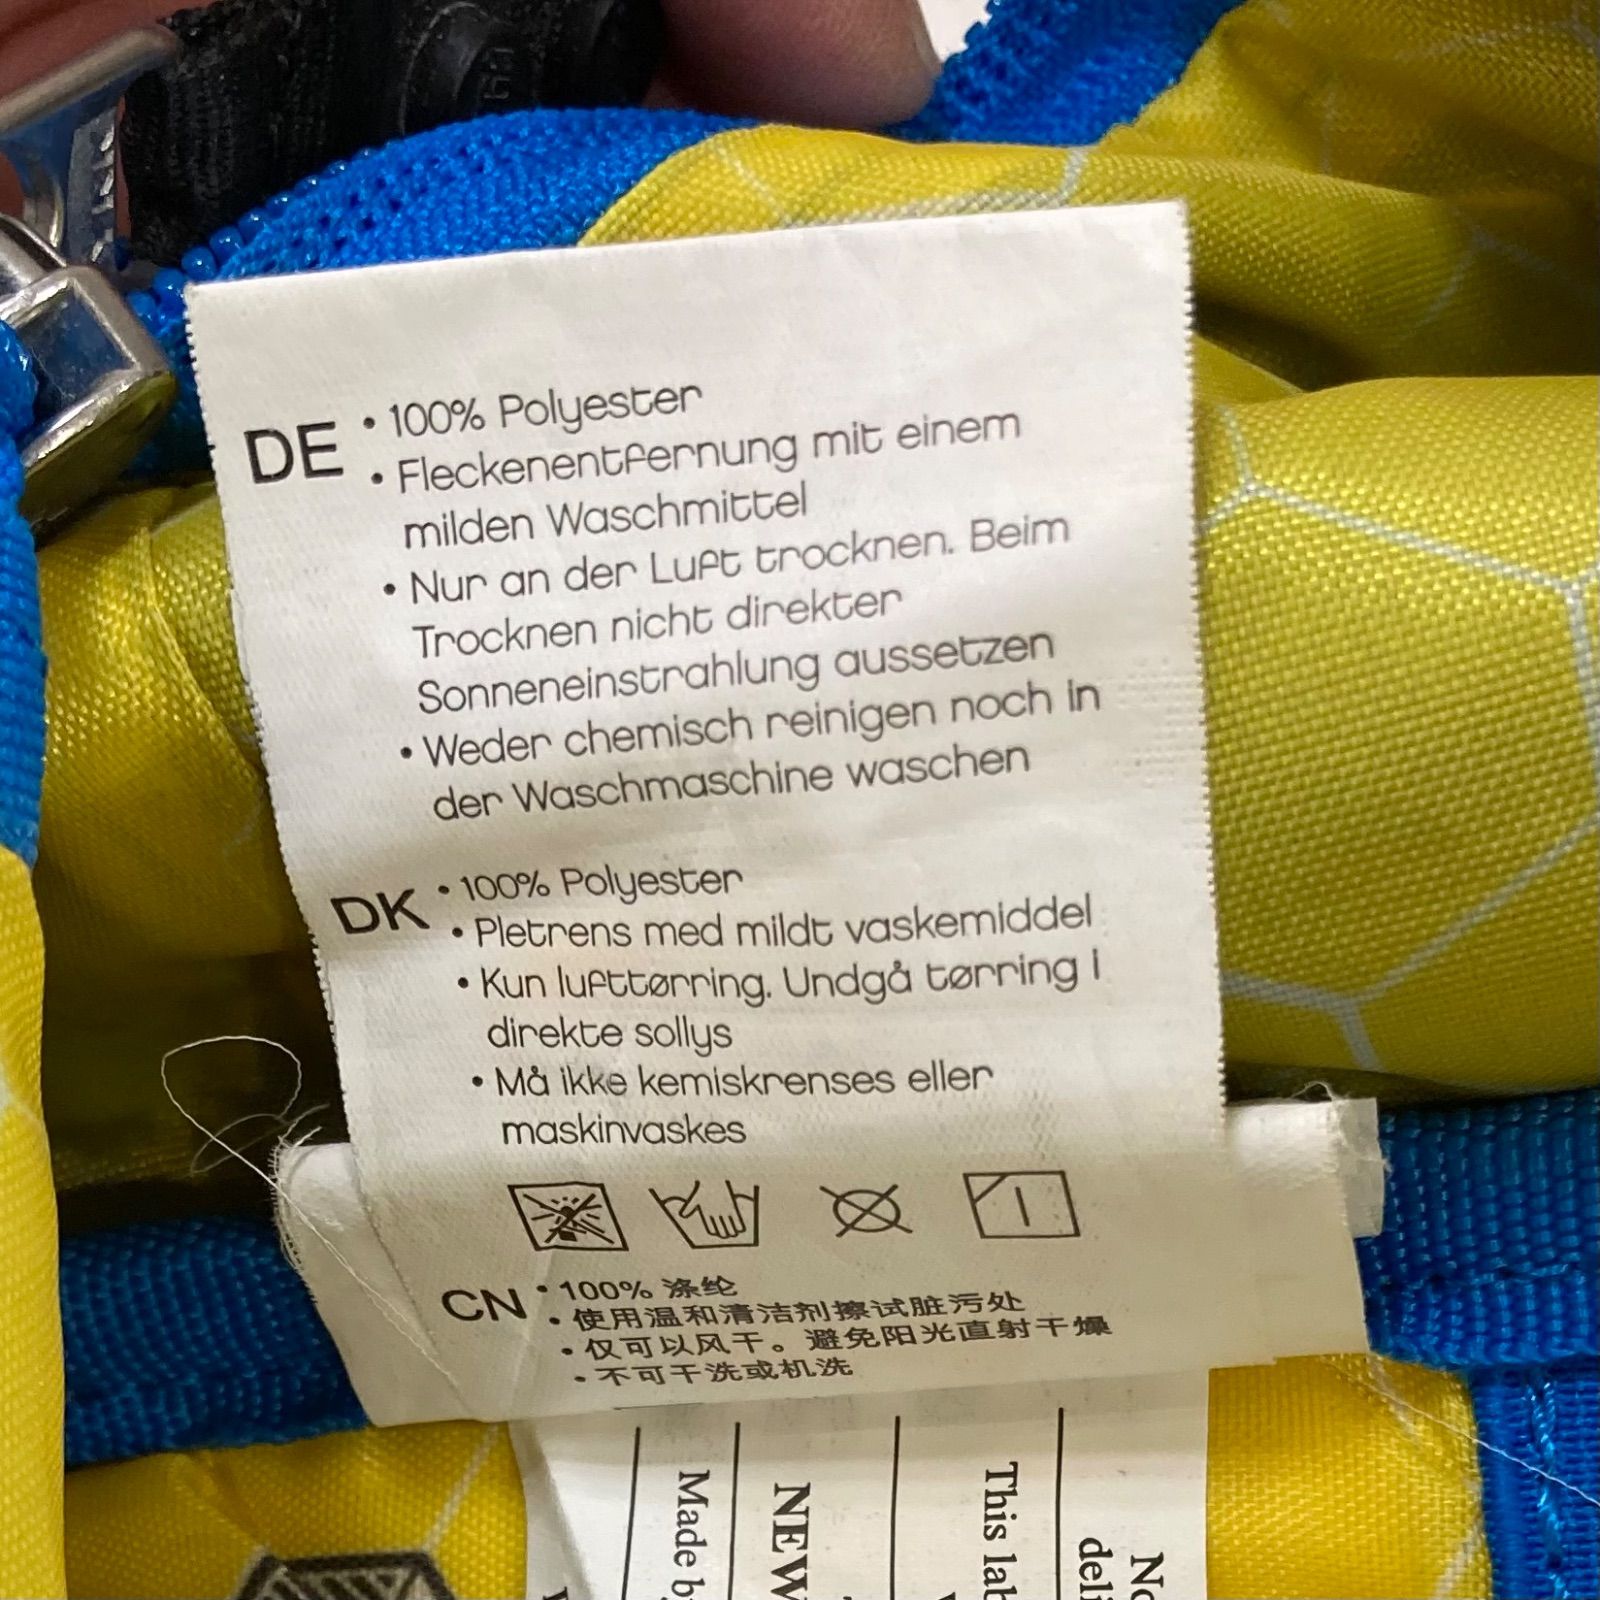 DE • 100% Polyester
• Fleckenentfernung mit einem
milden Waschmittel
• Nur an der Luft trocknen. Beim
Trocknen nicht direkter
Sonneneinstrahlung aussetzen
• Weder chemisch reinigen noch in
der Waschmaschine waschen
DK • 100% Polyester
• Pletrens med mildt vaskemiddel
• Kun lufttørring. Undgå tørring I
direkte sollys
• Må ikke kemiskrenses eller
maskinvaskes
CN • 100% 涤纶
• 使用温和清洁剂擦试脏污处
• 仅可以风干。避免阳光直射干燥
• 不可干洗或机洗
Made
NEW
This